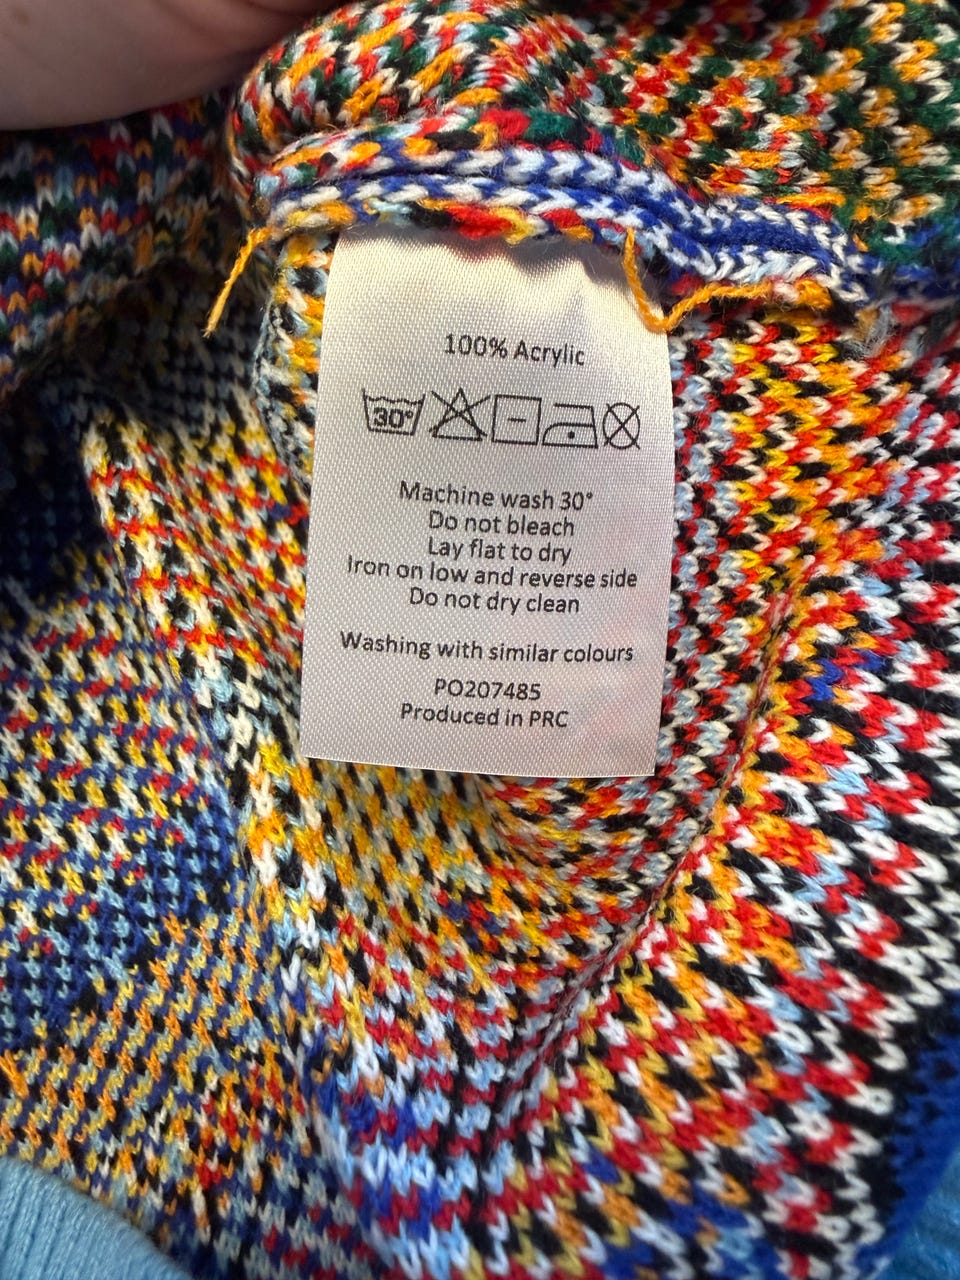 100% Acrylic
30°
Machine wash 30°
Do not bleach
Lay flat to dry
Iron on low and reverse side
Do not dry clean
Washing with similar colours
PO207485
Produced in PRC